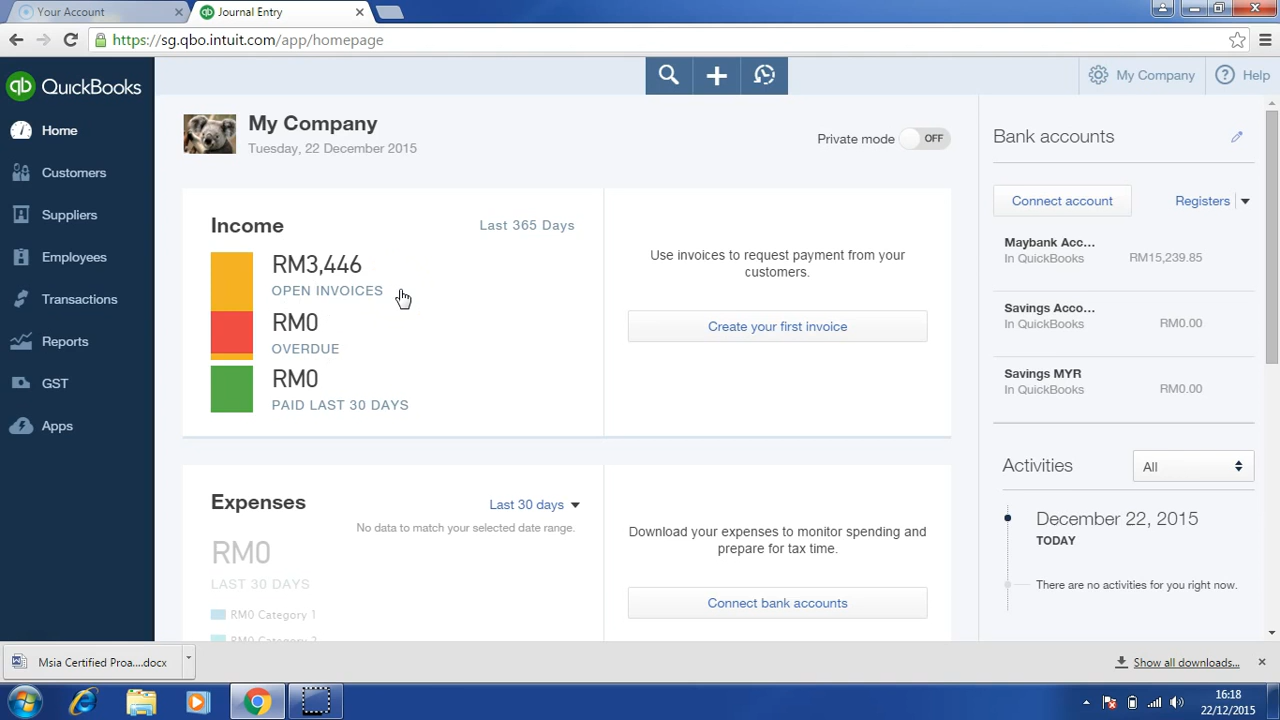 Your Account
Journal Entry
https://sg.qbo.intuit.com/app/homepage
QuickBooks
My Company
Help
Home
Customers
Suppliers
Employees
Transactions
Reports
GST
Apps
My Company
Tuesday, 22 December 2015
Private mode
OFF
Income
Last 365 Days
RM3,446
OPEN INVOICES
RM0
OVERDUE
RM0
PAID LAST 30 DAYS
Use invoices to request payment from your
customers.
Create your first invoice
Expenses
Last 30 days
No data to match your selected date range.
RM0
LAST 30 DAYS
RM0 Category 1
RM0 Category 2
Download your expenses to monitor spending and
prepare for tax time.
Connect bank accounts
Bank accounts
Connect account
Registers
Maybank Acc...
In QuickBooks
RM15,239.85
Savings Acco...
In QuickBooks
RM0.00
Savings MYR
In QuickBooks
RM0.00
Activities
All
December 22, 2015
TODAY
There are no activities for you right now.
Msia Certified Proa....docx
Show all downloads...
16:18
22/12/2015